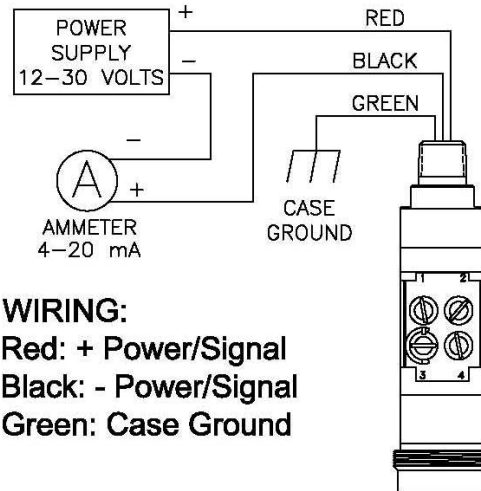 POWER
SUPPLY
12–30 VOLTS
+
–
RED
BLACK
GREEN
–
A
+
AMMETER
4–20 mA
CASE
GROUND
1 2
3 4
WIRING:
Red: + Power/Signal
Black: - Power/Signal
Green: Case Ground